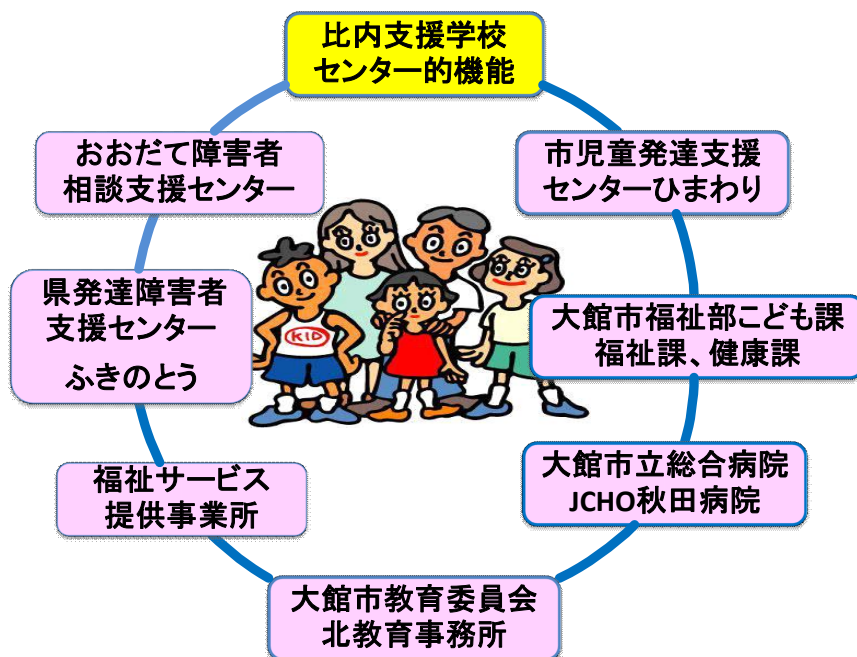 比内支援学校
センター的機能
おおだて障害者
相談支援センター
市児童発達支援
センターひまわり
県発達障害者
支援センター
ふきのとう
KID
大館市福祉部こども課
福祉課、健康課
福祉サービス
提供事業所
大館市立総合病院
JCHO秋田病院
大館市教育委員会
北教育事務所